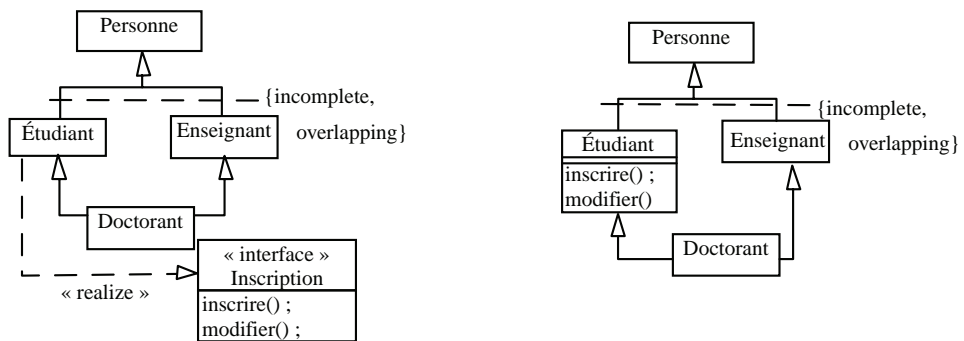 Personne
{incomplete,
overlapping}
Étudiant
Enseignant
Doctorant
« interface »
Inscription
inscrire() ;
modifier() ;
« realize »
Personne
{incomplete,
overlapping}
Étudiant
inscrire() ;
modifier()
Enseignant
Doctorant